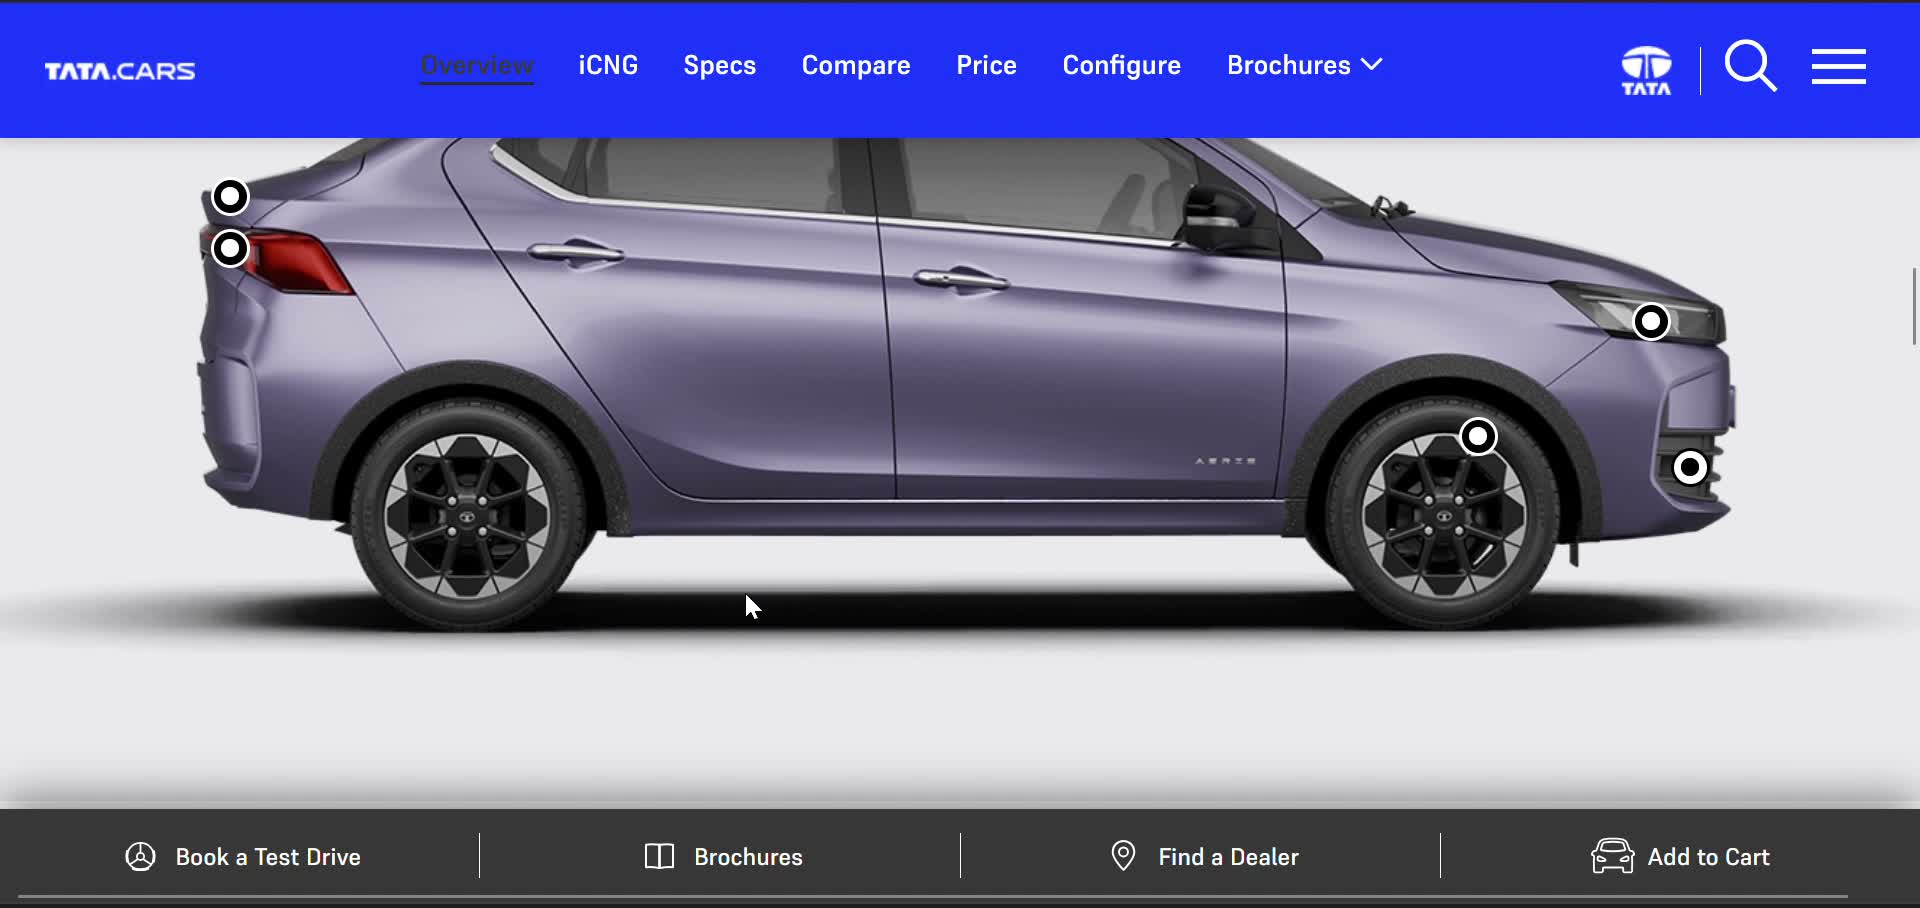 TATA.CARS
Overview iCNG Specs Compare Price Configure Brochures
TATA
Book a Test Drive
Brochures
Find a Dealer
Add to Cart